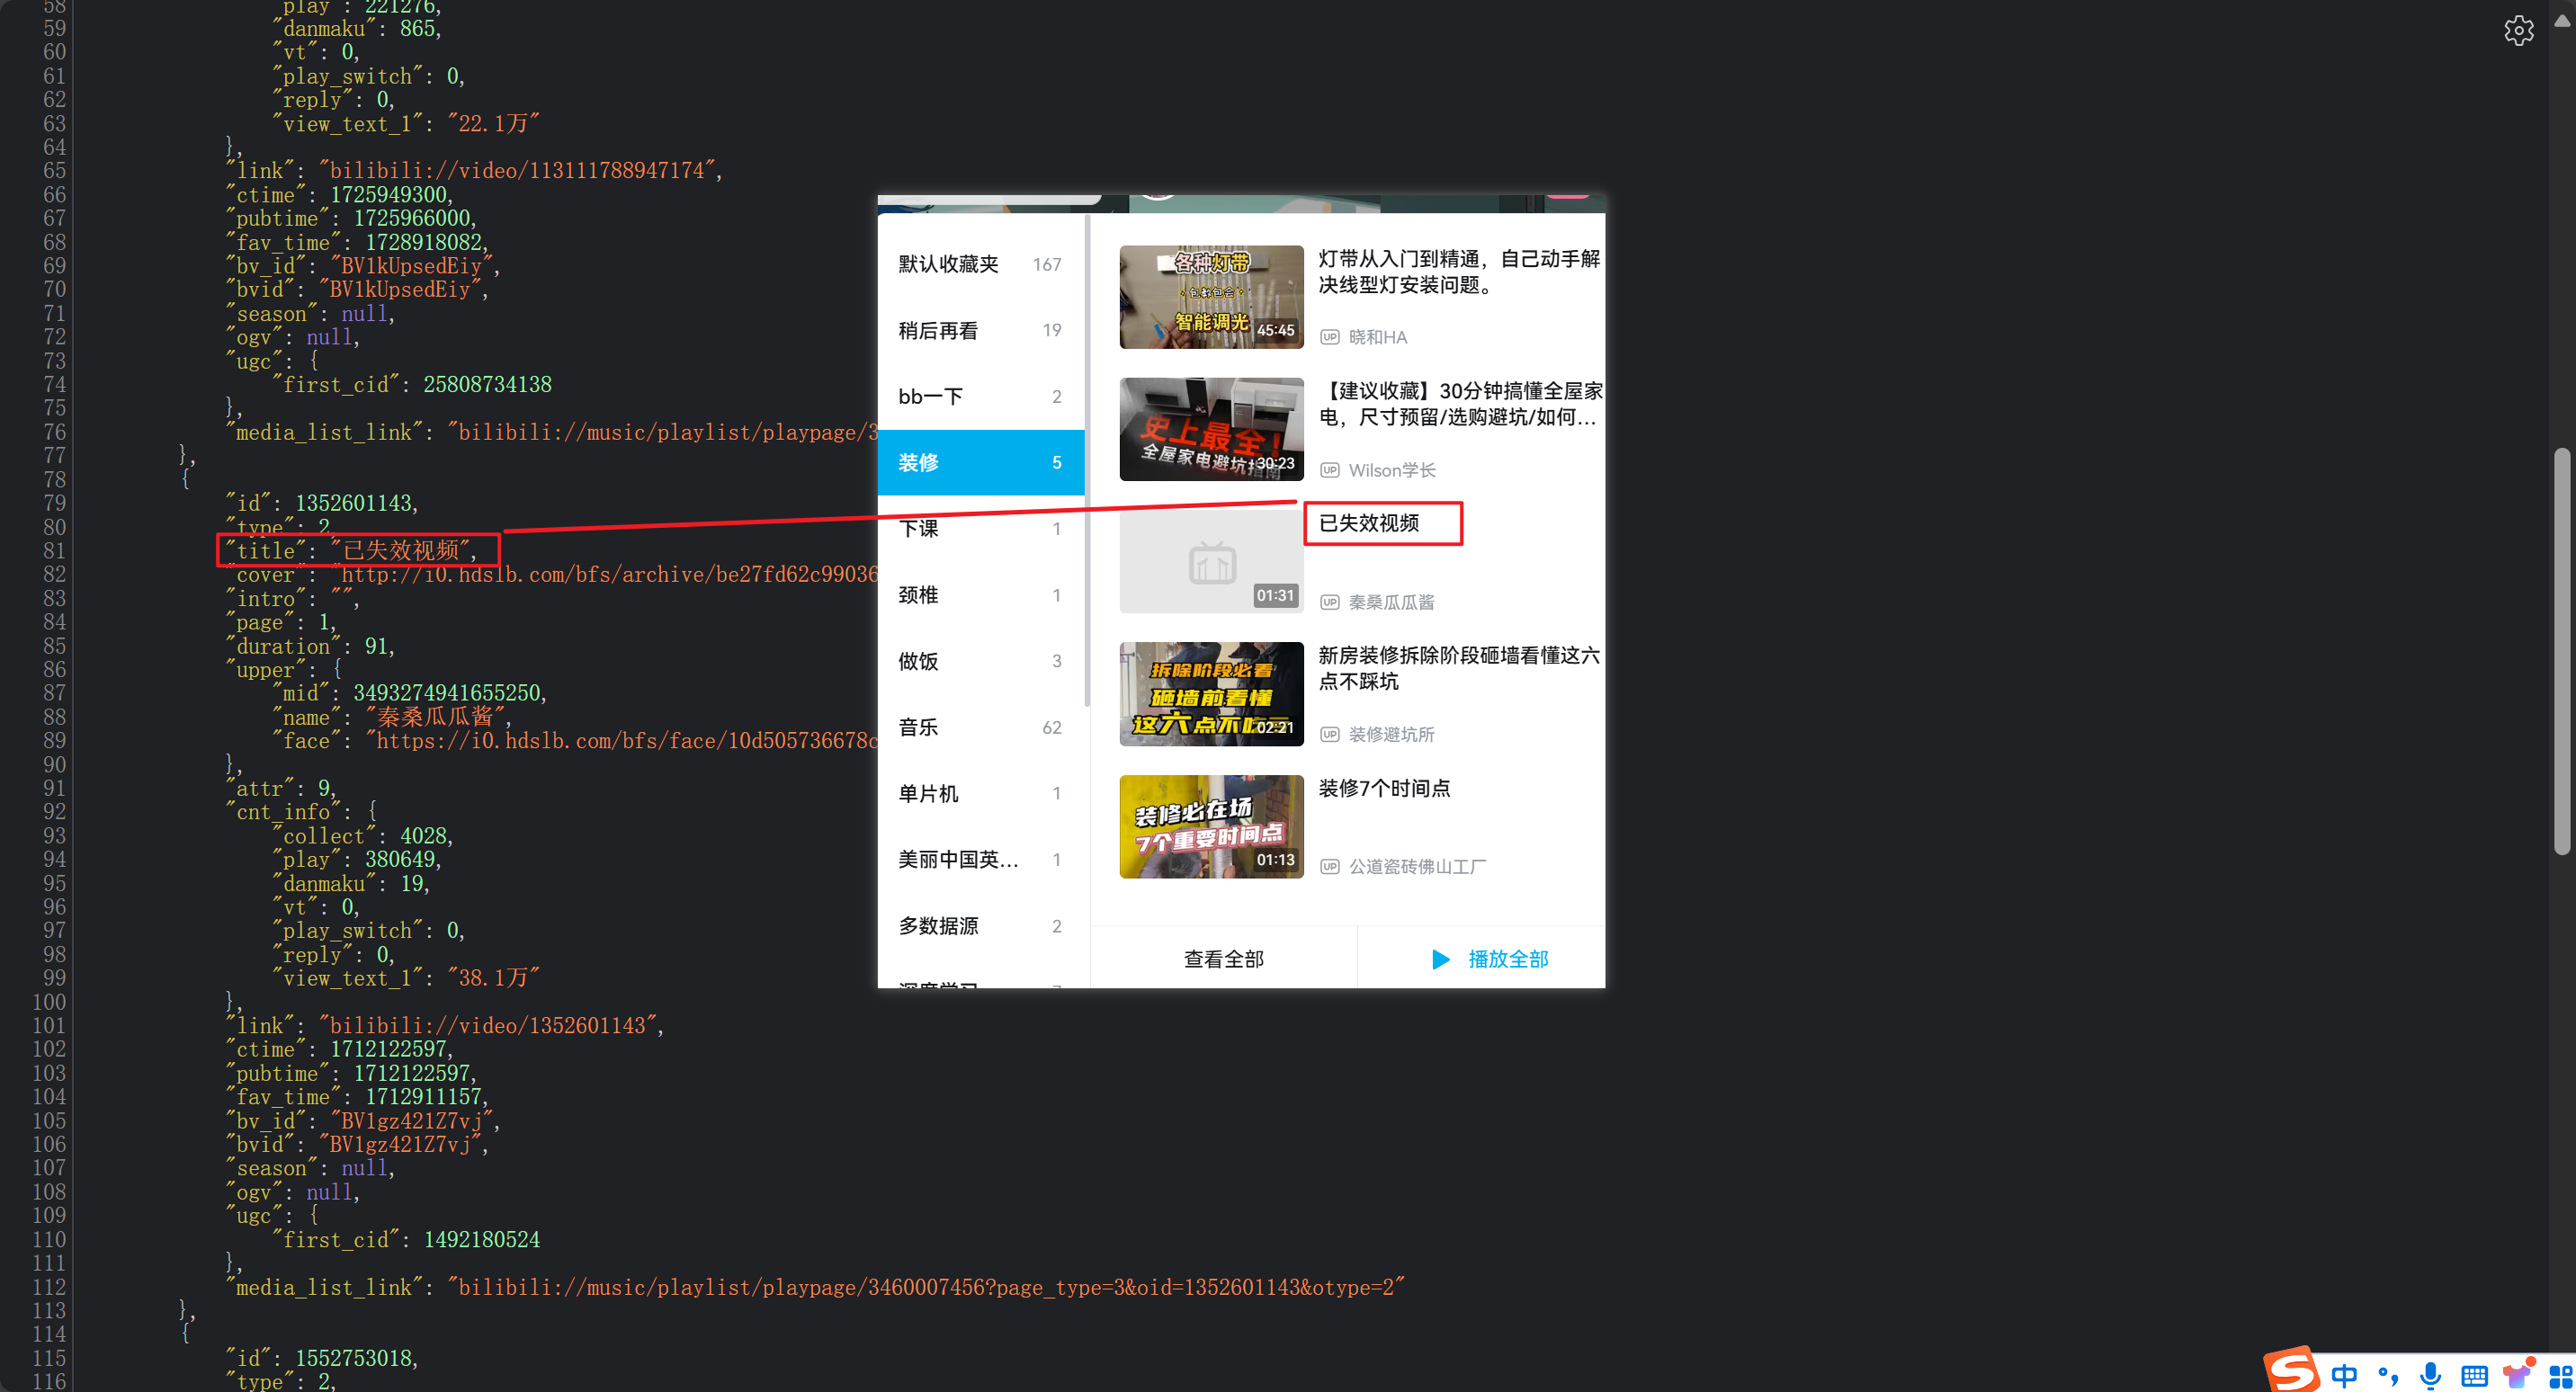 58 "play": 221276,
59 "danmaku": 865,
60 "vt": 0,
61 "play_switch": 0,
62 "reply": 0,
63 "view_text_1": "22.1万"
64 },
65 "link": "bilibili://video/113111788947174",
66 "ctime": 1725949300,
67 "pubtime": 1725966000,
68 "fav_time": 1728918082,
69 "bv_id": "BV1kUpsedEiy",
70 "bvid": "BV1kUpsedEiy",
71 "season": null,
72 "ogv": null,
73 "ugc": {
74 "first_cid": 25808734138
75 },
76 "media_list_link": "bilibili://music/playlist/playpage/3
77 },
78 {
79 "id": 1352601143,
80 "type": 2,
81 "title": "已失效视频",
82 "cover": "http://i0.hdslb.com/bfs/archive/be27fd62c99036
83 "intro": "",
84 "page": 1,
85 "duration": 91,
86 "upper": {
87 "mid": 3493274941655250,
88 "name": "秦桑瓜瓜酱",
89 "face": "https://i0.hdslb.com/bfs/face/10d505736678c
90 },
91 "attr": 9,
92 "cnt_info": {
93 "collect": 4028,
94 "play": 380649,
95 "danmaku": 19,
96 "vt": 0,
97 "play_switch": 0,
98 "reply": 0,
99 "view_text_1": "38.1万"
100 },
101 "link": "bilibili://video/1352601143",
102 "ctime": 1712122597,
103 "pubtime": 1712122597,
104 "fav_time": 1712911157,
105 "bv_id": "BV1gz421Z7vj",
106 "bvid": "BV1gz421Z7vj",
107 "season": null,
108 "ogv": null,
109 "ugc": {
110 "first_cid": 1492180524
111 },
112 "media_list_link": "bilibili://music/playlist/playpage/3460007456?page_type=3&oid=1352601143&otype=2"
113 },
114 {
115 "id": 1552753018,
116 "type": 2,
默认收藏夹 167
稍后再看 19
bb一下 2
装修 5
下课 1
颈椎 1
做饭 3
音乐 62
单片机 1
美丽中国英... 1
多数据源 2
深度学习 7
各种灯带
包教包会
智能调光
45:45
灯带从入门到精通，自己动手解
决线型灯安装问题。
UP 晓和HA
史上最全!
全屋家电避坑指南
30:23
【建议收藏】30分钟搞懂全屋家
电，尺寸预留/选购避坑/如何...
UP Wilson学长
01:31
已失效视频
UP 秦桑瓜瓜酱
拆除阶段必看
砸墙前看懂
这六点不吃亏
02:21
新房装修拆除阶段砸墙看懂这六
点不踩坑
UP 装修避坑所
装修必在场
7个重要时间点
01:13
装修7个时间点
UP 公道瓷砖佛山工厂
查看全部
播放全部
S 中